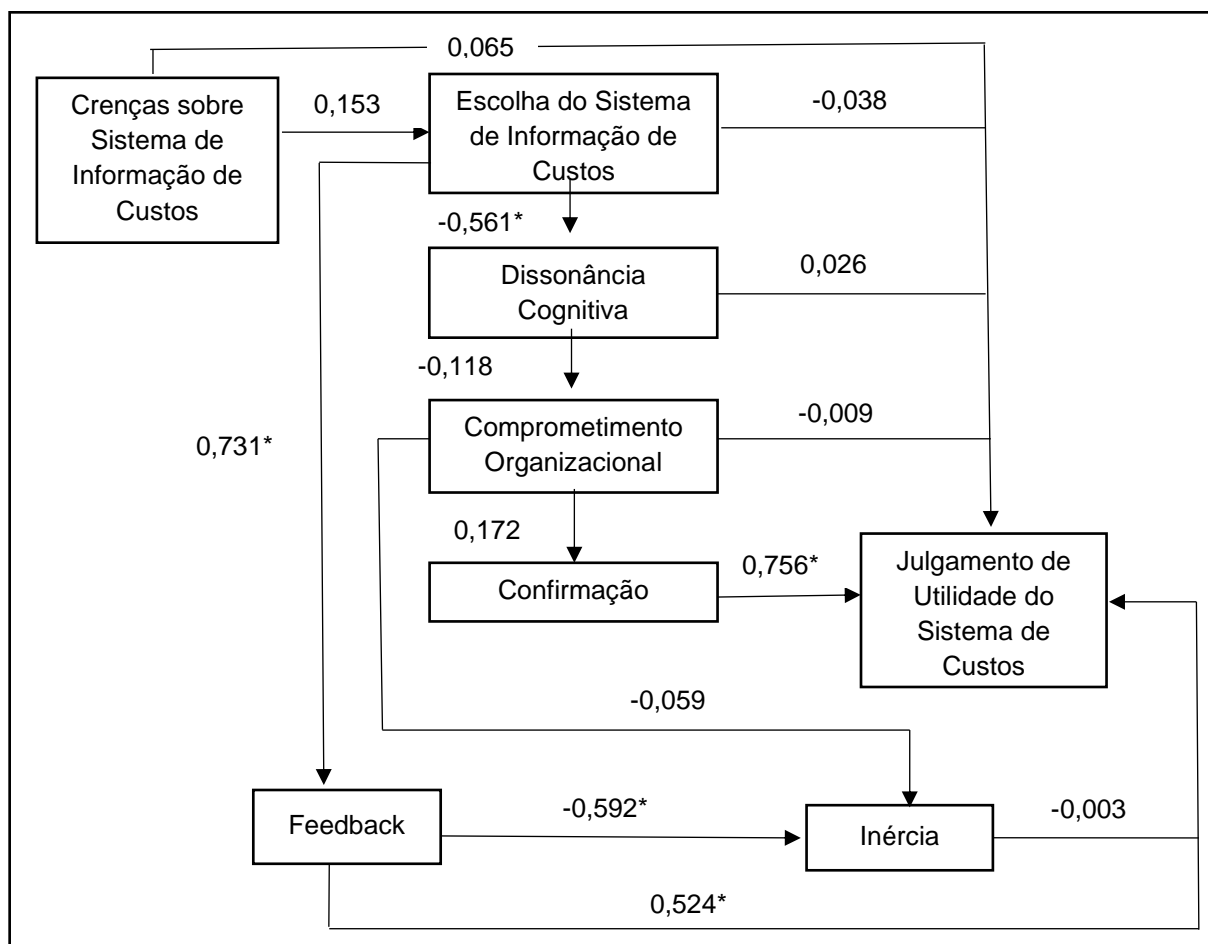 0,065
Crenças sobre
Sistema de
Informação de
Custos
0,153
Escolha do Sistema
de Informação de
Custos
-0,038
-0,561*
Dissonância
Cognitiva
0,026
-0,118
Comprometimento
Organizacional
-0,009
0,731*
0,172
Confirmação
0,756*
Julgamento de
Utilidade do
Sistema de
Custos
-0,059
Feedback
-0,592*
Inércia
-0,003
0,524*